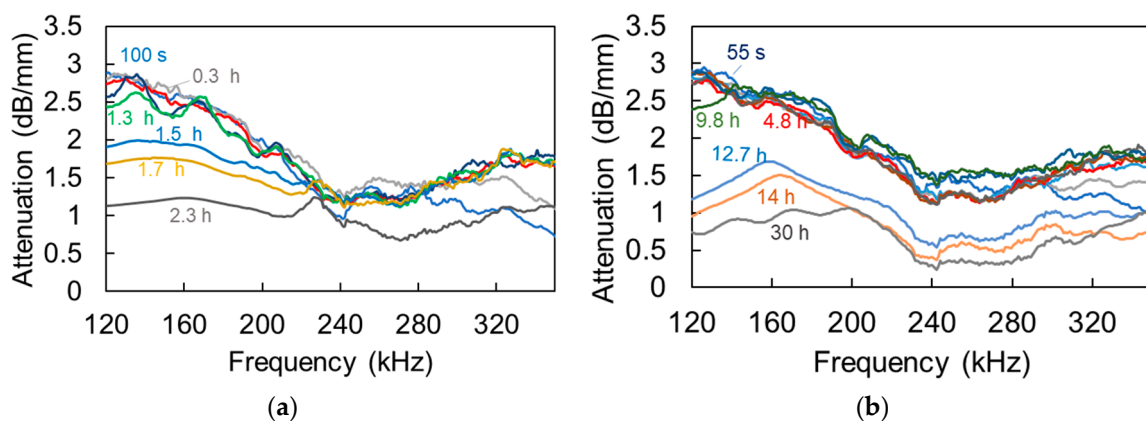 3.5
3
2.5
2
1.5
1
0.5
0
Attenuation (dB/mm)
100 s
0.3 h
1.3 h
1.5 h
1.7 h
2.3 h
120 160 200 240 280 320
Frequency (kHz)
(a)
3.5
3
2.5
2
1.5
1
0.5
0
Attenuation (dB/mm)
55 s
9.8 h
4.8 h
12.7 h
14 h
30 h
120 160 200 240 280 320
Frequency (kHz)
(b)